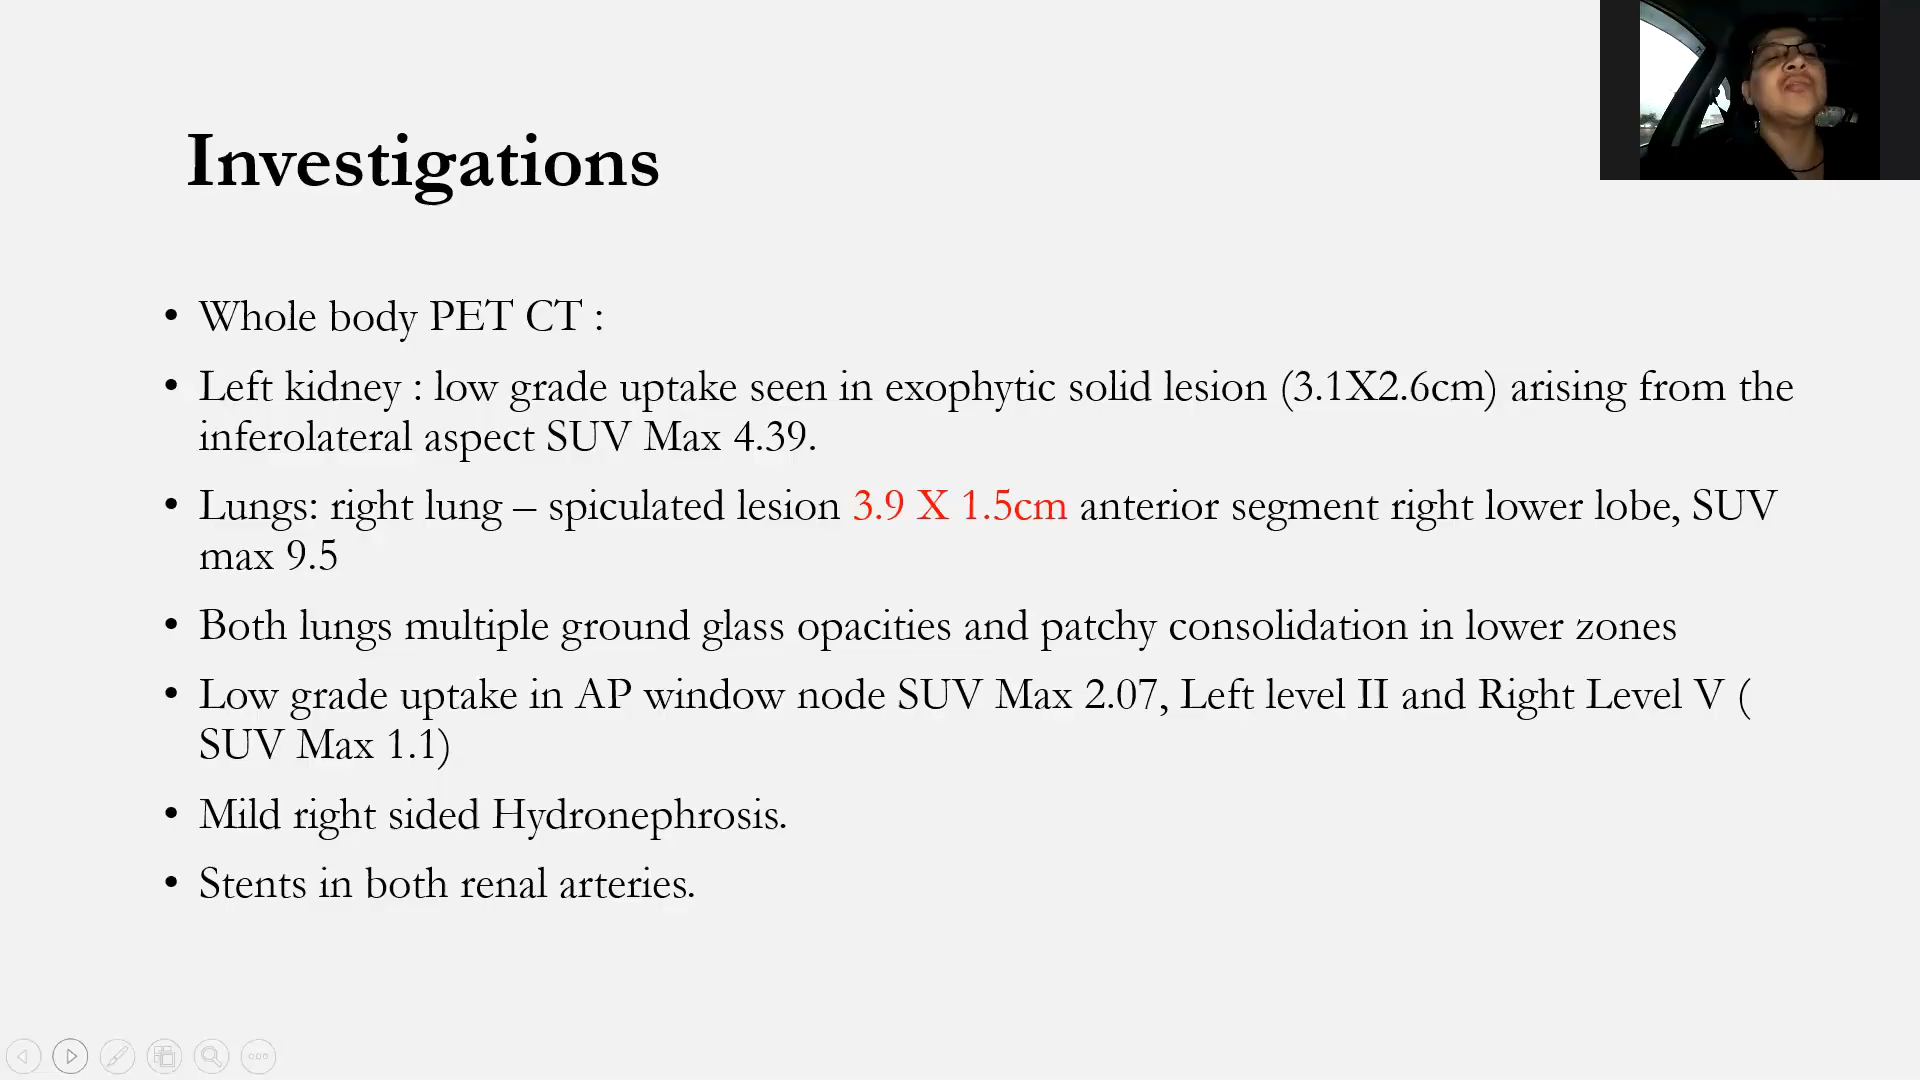 Investigations
• Whole body PET CT :
• Left kidney : low grade uptake seen in exophytic solid lesion (3.1X2.6cm) arising from the
inferolateral aspect SUV Max 4.39.
• Lungs: right lung – spiculated lesion 3.9 X 1.5cm anterior segment right lower lobe, SUV
max 9.5
• Both lungs multiple ground glass opacities and patchy consolidation in lower zones
• Low grade uptake in AP window node SUV Max 2.07, Left level II and Right Level V (
SUV Max 1.1)
• Mild right sided Hydronephrosis.
• Stents in both renal arteries.